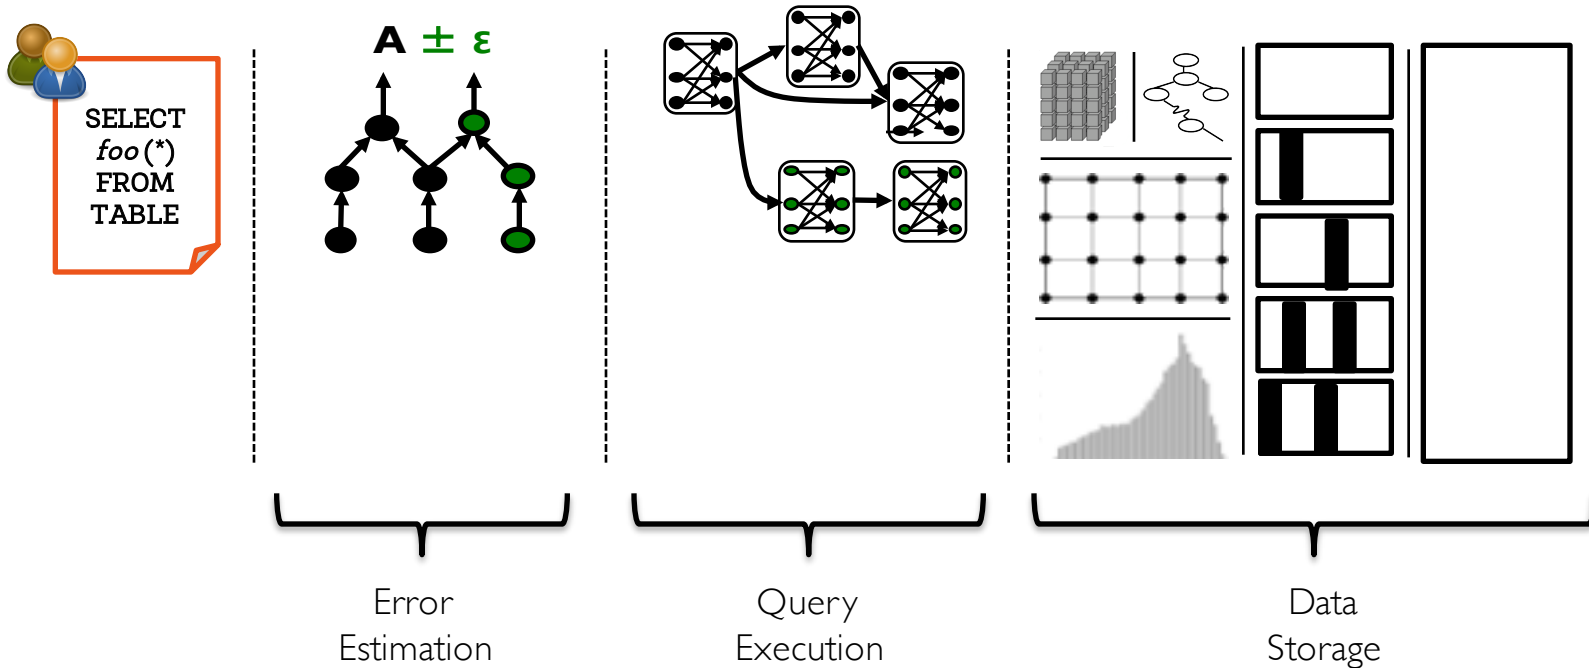 SELECT
foo (*)
FROM
TABLE
A ± ε
Error
Estimation
Query
Execution
Data
Storage